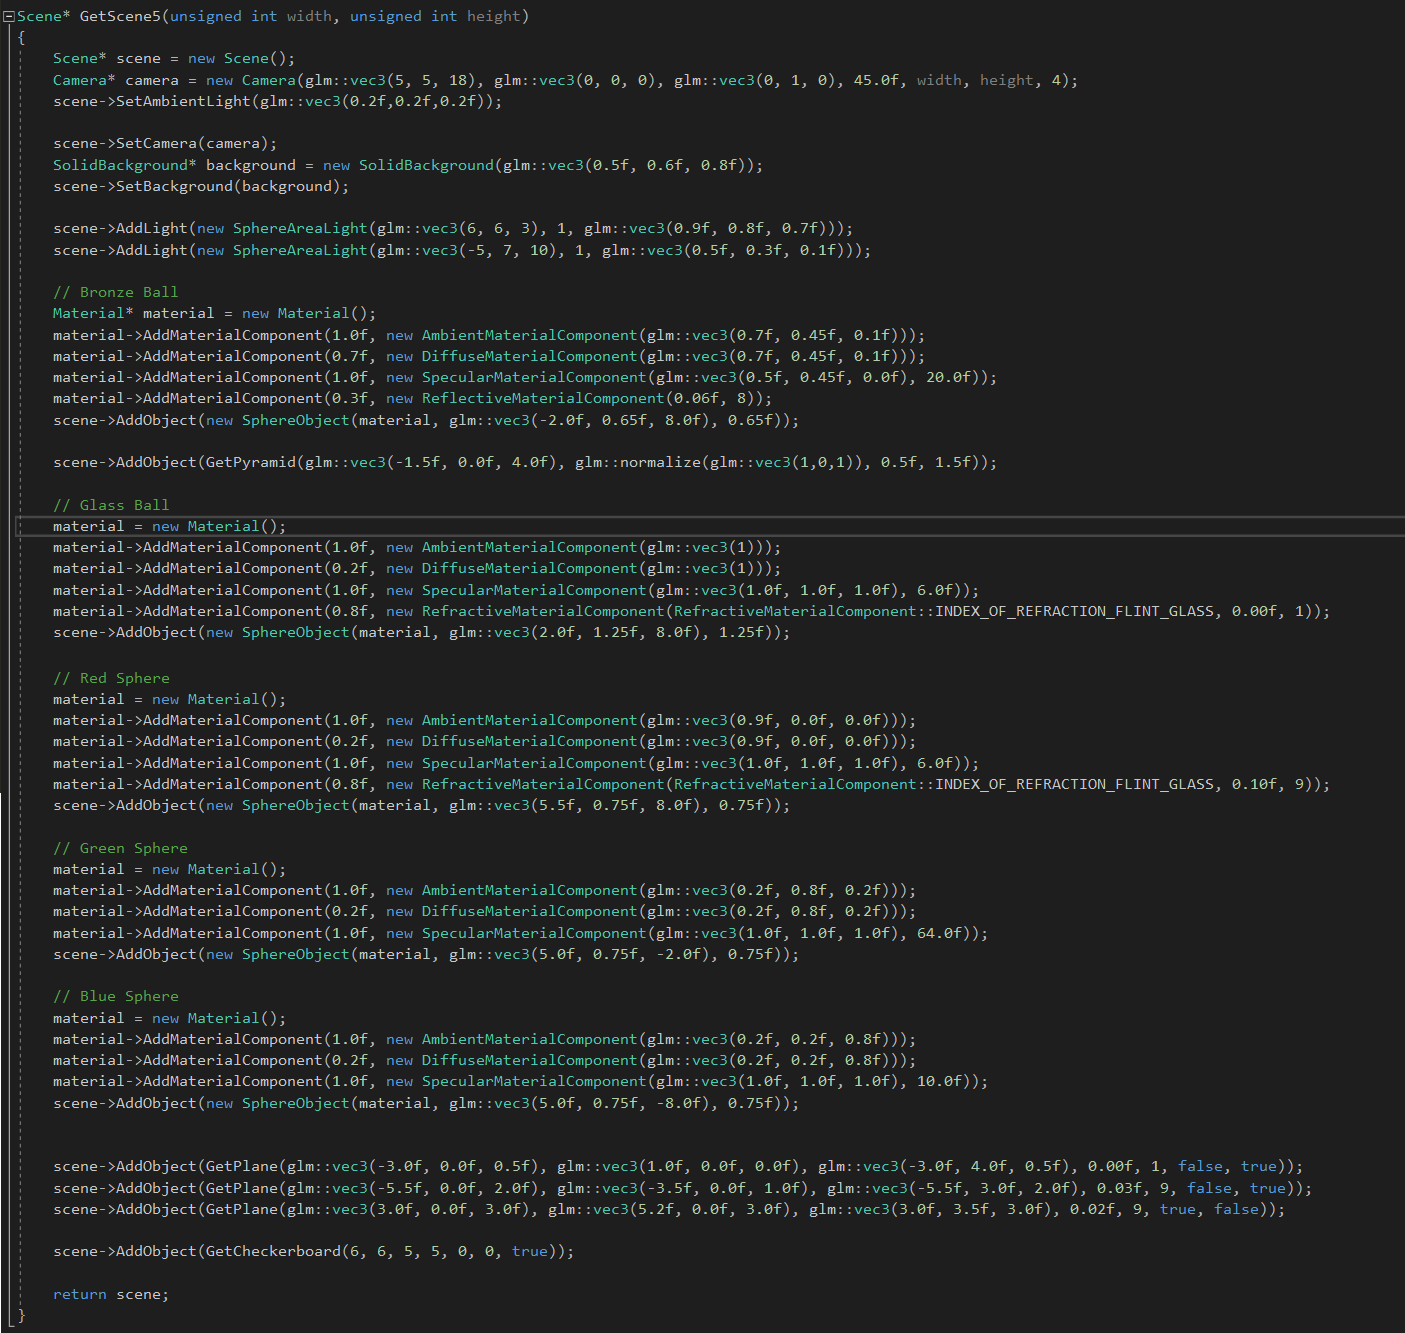 Scene* GetScene5(unsigned int width, unsigned int height)
{
Scene* scene = new Scene();
Camera* camera = new Camera(glm::vec3(5, 5, 18), glm::vec3(0, 0, 0), glm::vec3(0, 1, 0), 45.0f, width, height, 4);
scene->SetAmbientLight(glm::vec3(0.2f,0.2f,0.2f));
scene->SetCamera(camera);
SolidBackground* background = new SolidBackground(glm::vec3(0.5f, 0.6f, 0.8f));
scene->SetBackground(background);
scene->AddLight(new SphereAreaLight(glm::vec3(6, 6, 3), 1, glm::vec3(0.9f, 0.8f, 0.7f)));
scene->AddLight(new SphereAreaLight(glm::vec3(-5, 7, 10), 1, glm::vec3(0.5f, 0.3f, 0.1f)));
// Bronze Ball
Material* material = new Material();
material->AddMaterialComponent(1.0f, new AmbientMaterialComponent(glm::vec3(0.7f, 0.45f, 0.1f)));
material->AddMaterialComponent(0.7f, new DiffuseMaterialComponent(glm::vec3(0.7f, 0.45f, 0.1f)));
material->AddMaterialComponent(1.0f, new SpecularMaterialComponent(glm::vec3(0.5f, 0.45f, 0.0f), 20.0f));
material->AddMaterialComponent(0.3f, new ReflectiveMaterialComponent(0.06f, 8));
scene->AddObject(new SphereObject(material, glm::vec3(-2.0f, 0.65f, 8.0f), 0.65f));
scene->AddObject(GetPyramid(glm::vec3(-1.5f, 0.0f, 4.0f), glm::normalize(glm::vec3(1,0,1)), 0.5f, 1.5f));
// Glass Ball
material = new Material();
material->AddMaterialComponent(1.0f, new AmbientMaterialComponent(glm::vec3(1)));
material->AddMaterialComponent(0.2f, new DiffuseMaterialComponent(glm::vec3(1)));
material->AddMaterialComponent(1.0f, new SpecularMaterialComponent(glm::vec3(1.0f, 1.0f, 1.0f), 6.0f));
material->AddMaterialComponent(0.8f, new RefractiveMaterialComponent(RefractiveMaterialComponent::INDEX_OF_REFRACTION_FLINT_GLASS, 0.00f, 1));
scene->AddObject(new SphereObject(material, glm::vec3(2.0f, 1.25f, 8.0f), 1.25f));
// Red Sphere
material = new Material();
material->AddMaterialComponent(1.0f, new AmbientMaterialComponent(glm::vec3(0.9f, 0.0f, 0.0f)));
material->AddMaterialComponent(0.2f, new DiffuseMaterialComponent(glm::vec3(0.9f, 0.0f, 0.0f)));
material->AddMaterialComponent(1.0f, new SpecularMaterialComponent(glm::vec3(1.0f, 1.0f, 1.0f), 6.0f));
material->AddMaterialComponent(0.8f, new RefractiveMaterialComponent(RefractiveMaterialComponent::INDEX_OF_REFRACTION_FLINT_GLASS, 0.10f, 9));
scene->AddObject(new SphereObject(material, glm::vec3(5.5f, 0.75f, 8.0f), 0.75f));
// Green Sphere
material = new Material();
material->AddMaterialComponent(1.0f, new AmbientMaterialComponent(glm::vec3(0.2f, 0.8f, 0.2f)));
material->AddMaterialComponent(0.2f, new DiffuseMaterialComponent(glm::vec3(0.2f, 0.8f, 0.2f)));
material->AddMaterialComponent(1.0f, new SpecularMaterialComponent(glm::vec3(1.0f, 1.0f, 1.0f), 64.0f));
scene->AddObject(new SphereObject(material, glm::vec3(5.0f, 0.75f, -2.0f), 0.75f));
// Blue Sphere
material = new Material();
material->AddMaterialComponent(1.0f, new AmbientMaterialComponent(glm::vec3(0.2f, 0.2f, 0.8f)));
material->AddMaterialComponent(0.2f, new DiffuseMaterialComponent(glm::vec3(0.2f, 0.2f, 0.8f)));
material->AddMaterialComponent(1.0f, new SpecularMaterialComponent(glm::vec3(1.0f, 1.0f, 1.0f), 10.0f));
scene->AddObject(new SphereObject(material, glm::vec3(5.0f, 0.75f, -8.0f), 0.75f));
scene->AddObject(GetPlane(glm::vec3(-3.0f, 0.0f, 0.5f), glm::vec3(1.0f, 0.0f, 0.0f), glm::vec3(-3.0f, 4.0f, 0.5f), 0.00f, 1, false, true));
scene->AddObject(GetPlane(glm::vec3(-5.5f, 0.0f, 2.0f), glm::vec3(-3.5f, 0.0f, 1.0f), glm::vec3(-5.5f, 3.0f, 2.0f), 0.03f, 9, false, true));
scene->AddObject(GetPlane(glm::vec3(3.0f, 0.0f, 3.0f), glm::vec3(5.2f, 0.0f, 3.0f), glm::vec3(3.0f, 3.5f, 3.0f), 0.02f, 9, true, false));
scene->AddObject(GetCheckerboard(6, 6, 5, 5, 0, 0, true));
return scene;
}